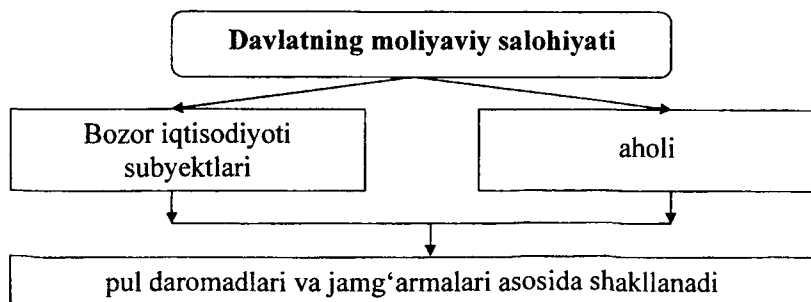 Davlatning moliyaviy salohiyati
Bozor iqtisodiyoti
subyektlari
aholi
pul daromadlari va jamg‘armalari asosida shakllanadi